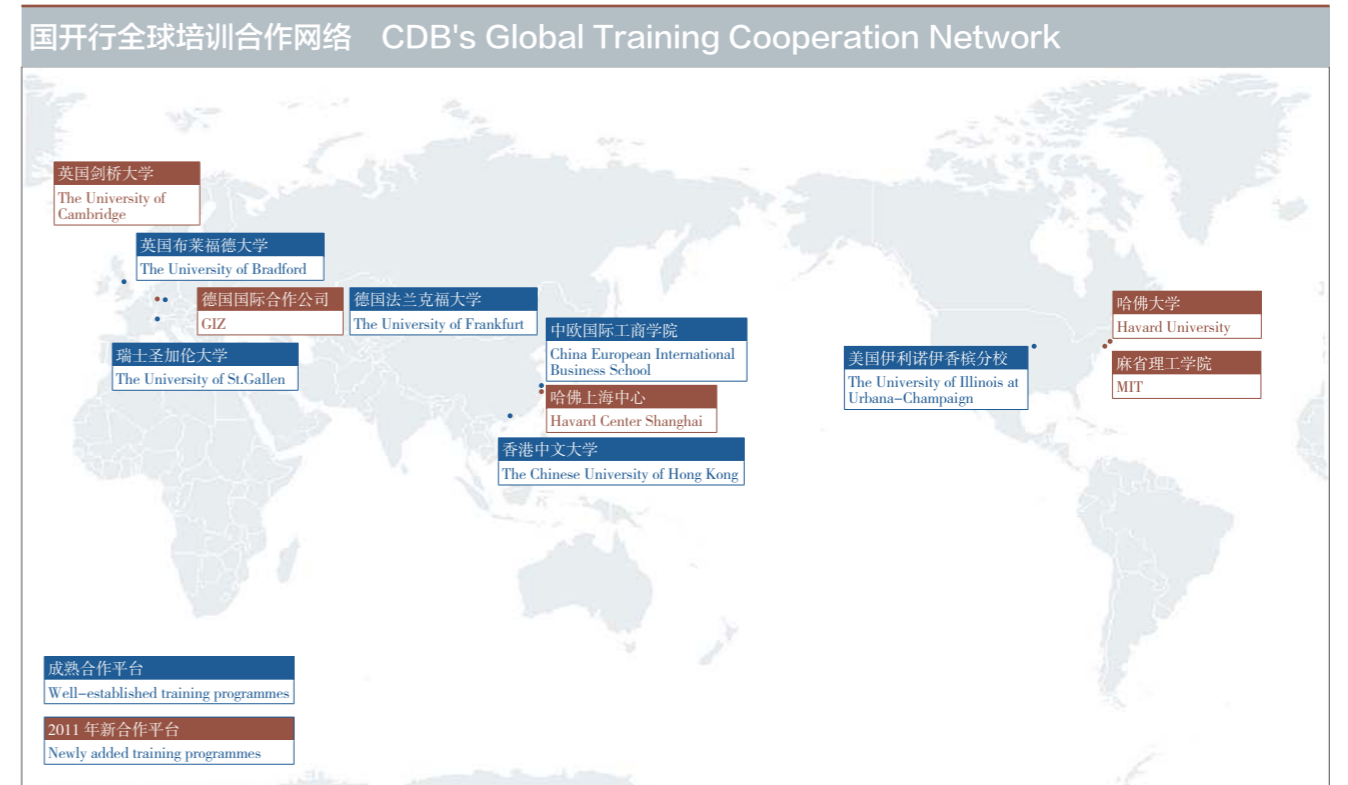 国开行全球培训合作网络 CDB's Global Training Cooperation Network
英国剑桥大学
The University of
Cambridge
英国布莱福德大学
The University of Bradford
德国国际合作公司
GIZ
德国法兰克福大学
The University of Frankfurt
瑞士圣加伦大学
The University of St.Gallen
中欧国际工商学院
China European International
Business School
哈佛上海中心
Havard Center Shanghai
香港中文大学
The Chinese University of Hong Kong
美国伊利诺伊香槟分校
The University of Illinois at
Urbana-Champaign
哈佛大学
Havard University
麻省理工学院
MIT
成熟合作平台
Well-established training programmes
2011 年新合作平台
Newly added training programmes